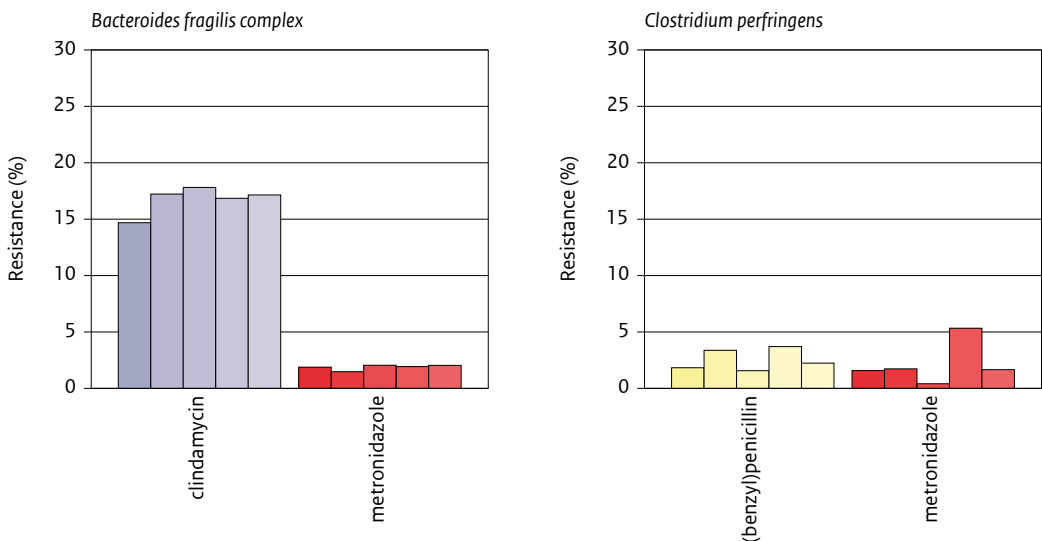 Bacteroides fragilis complex
30
25
20
15
10
5
0
Resistance (%)
clindamycin
metronidazole
Clostridium perfringens
30
25
20
15
10
5
0
Resistance (%)
(benzyl)penicillin
metronidazole